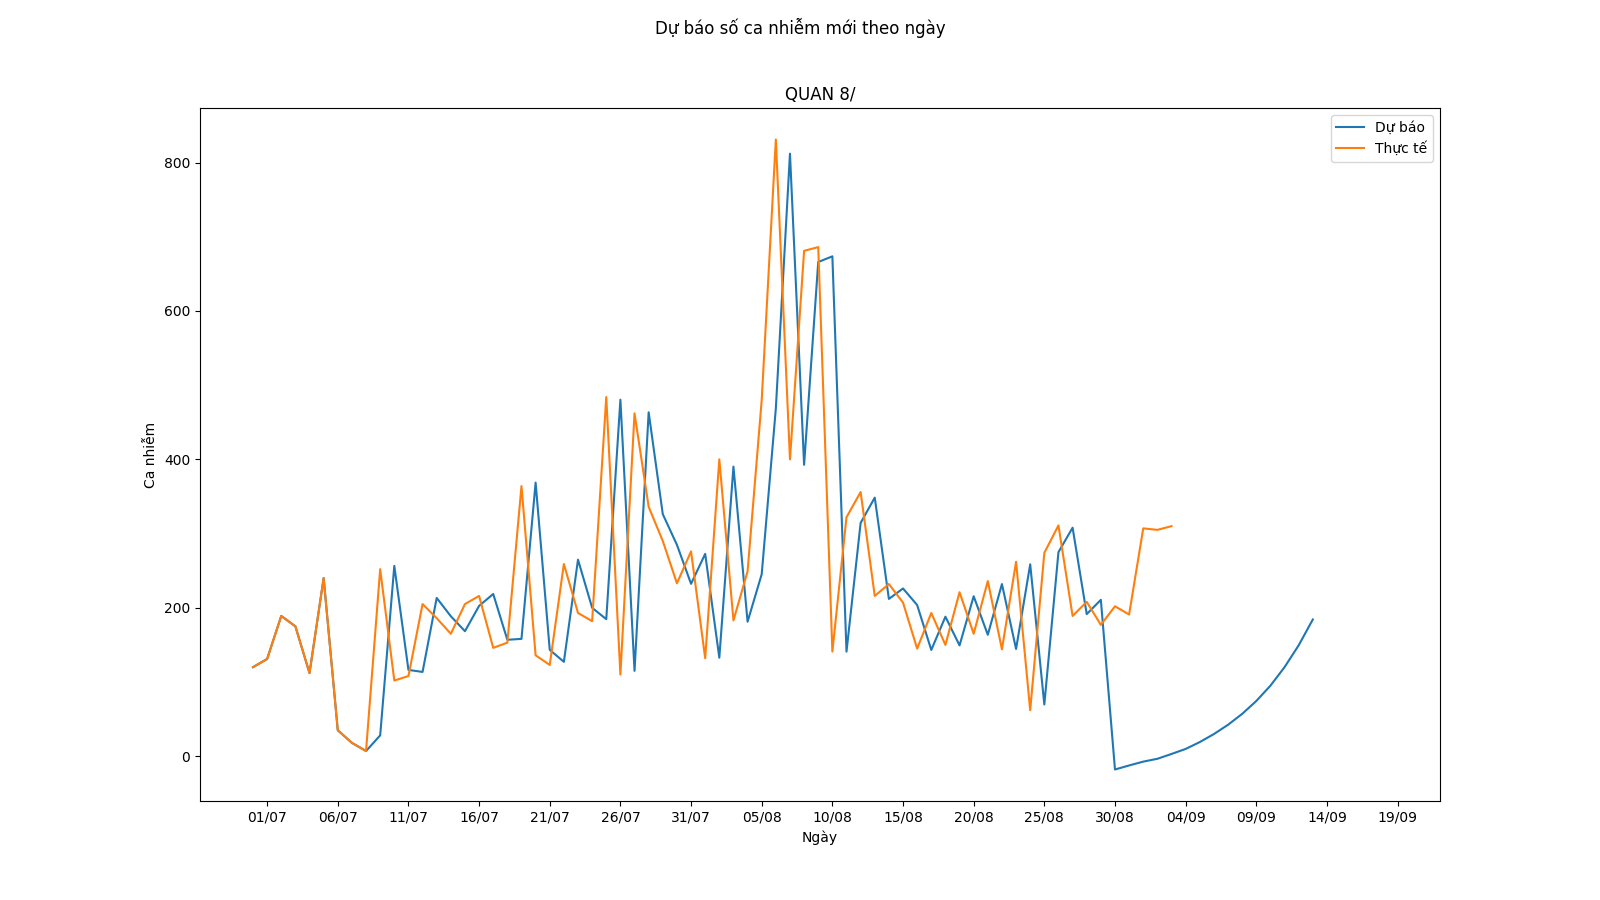 Dự báo số ca nhiễm mới theo ngày
QUAN 8/
Dự báo
Thực tế
800
600
400
200
0
Ca nhiễm
01/07 06/07 11/07 16/07 21/07 26/07 31/07 05/08 10/08 15/08 20/08 25/08 30/08 04/09 09/09 14/09 19/09
Ngày